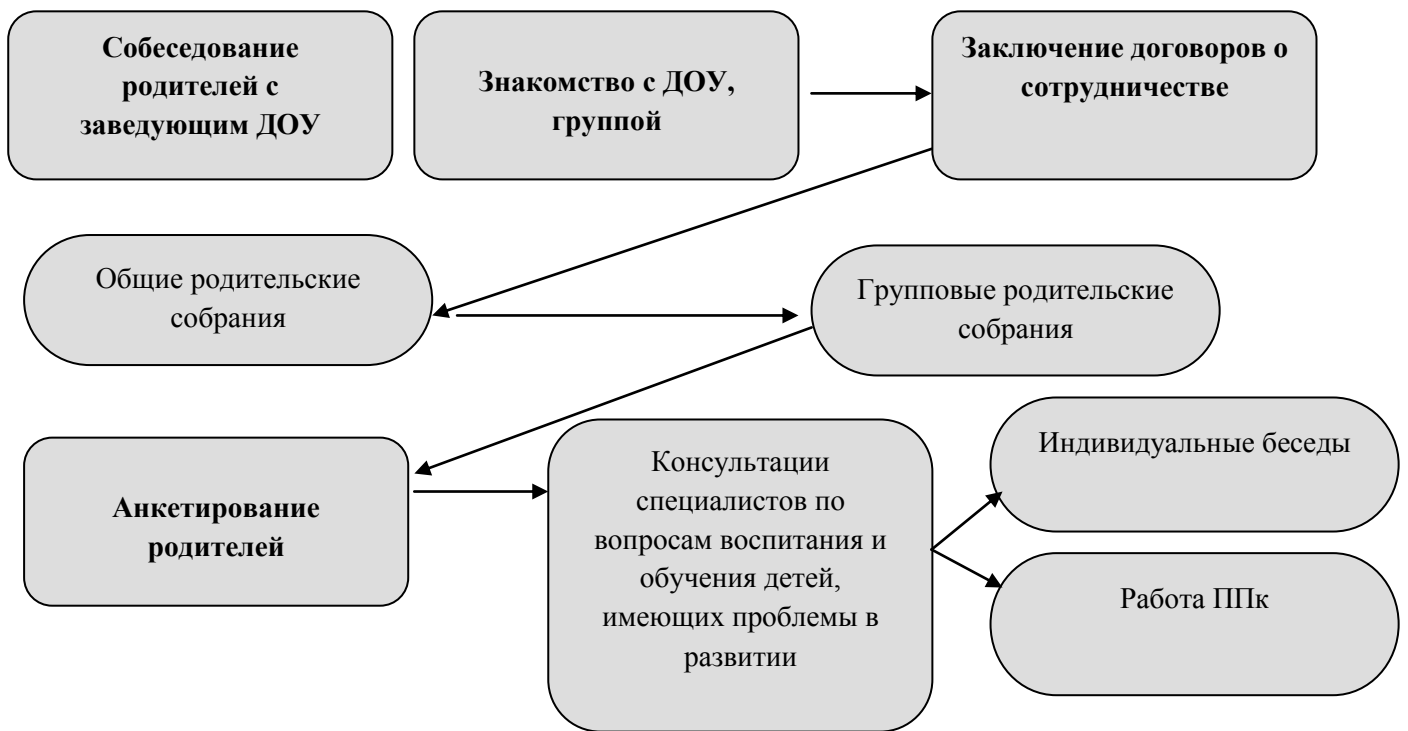 Собеседование
родителей с
заведующим ДОУ
Знакомство с ДОУ,
группой
Заключение договоров о
сотрудничестве
Общие родительские
собрания
Групповые родительские
собрания
Анкетирование
родителей
Консультации
специалистов по
вопросам воспитания и
обучения детей,
имеющих проблемы в
развитии
Индивидуальные беседы
Работа ППк